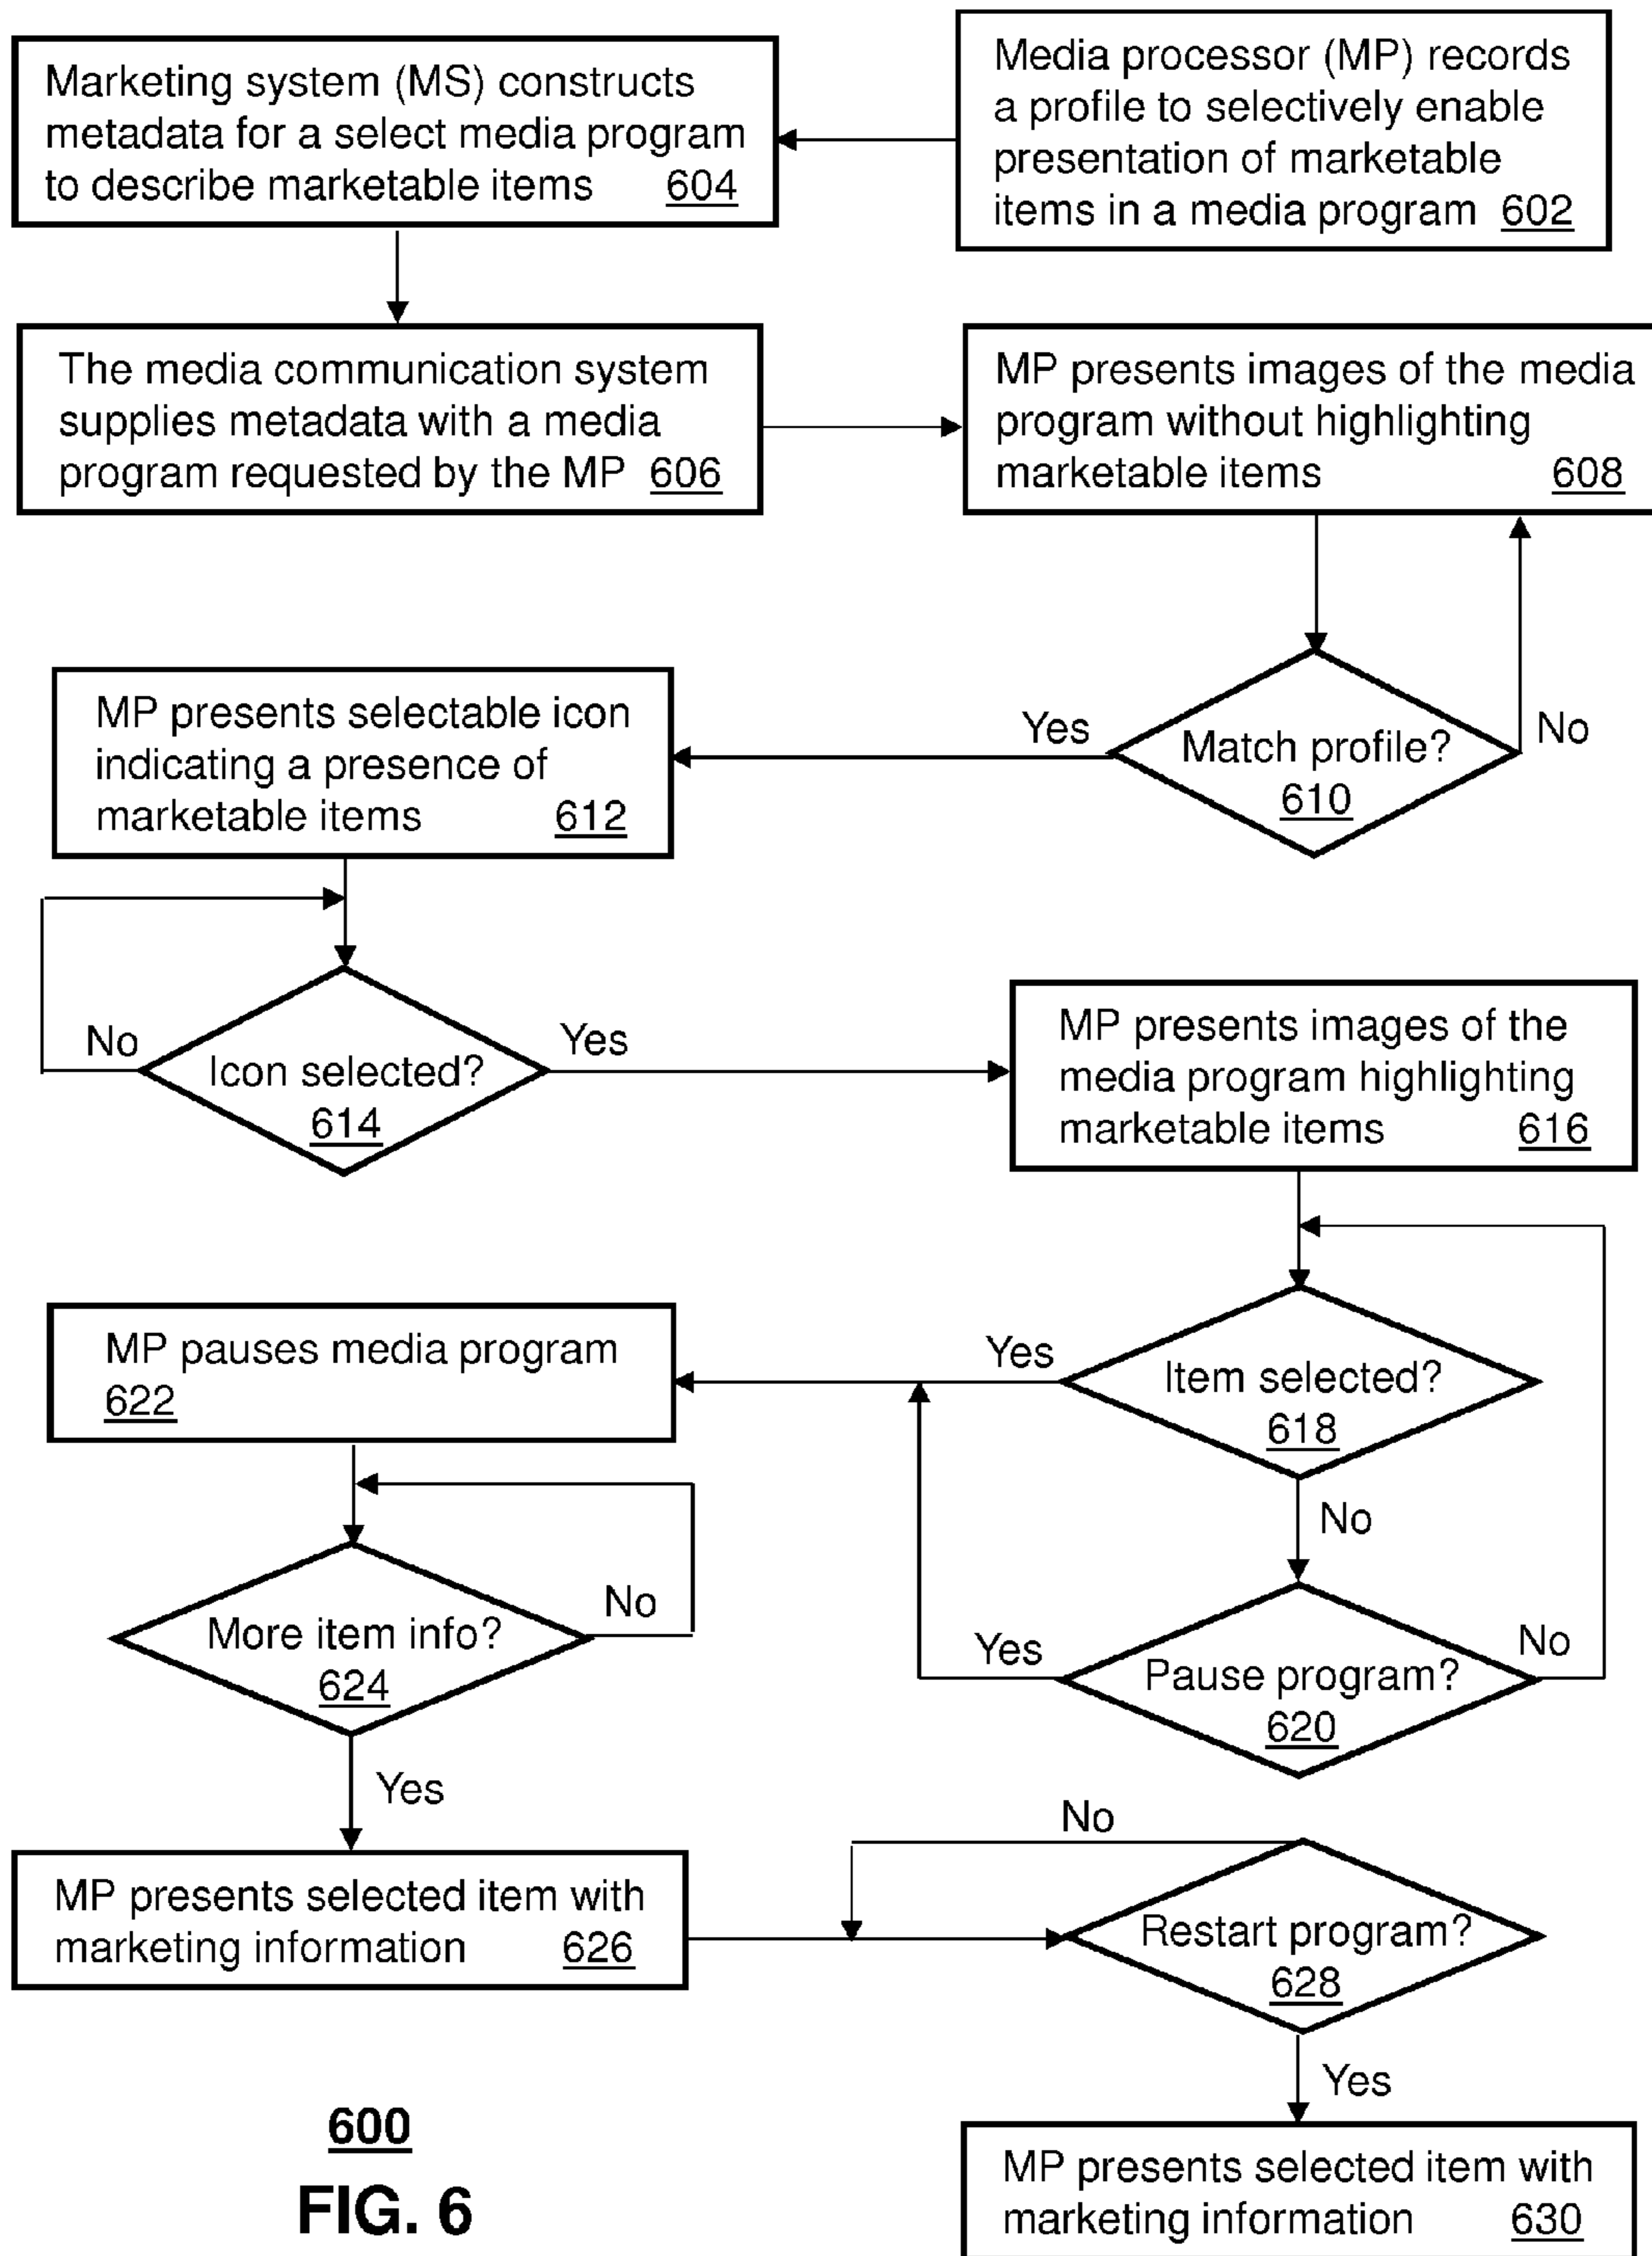 Media processor (MP) records
a profile to selectively enable
presentation of marketable
items in a media program 602
Marketing system (MS) constructs
metadata for a select media program
to describe marketable items 604
The media communication system
supplies metadata with a media
program requested by the MP 606
MP presents images of the media
program without highlighting
marketable items 608
Match profile?
610
Yes
No
MP presents selectable icon
indicating a presence of
marketable items 612
Icon selected?
614
No
Yes
MP presents images of the
media program highlighting
marketable items 616
Item selected?
618
Yes
No
Pause program?
620
Yes
No
MP pauses media program
622
More item info?
624
No
Yes
MP presents selected item with
marketing information 626
Restart program?
628
No
Yes
MP presents selected item with
marketing information 630
600
FIG. 6